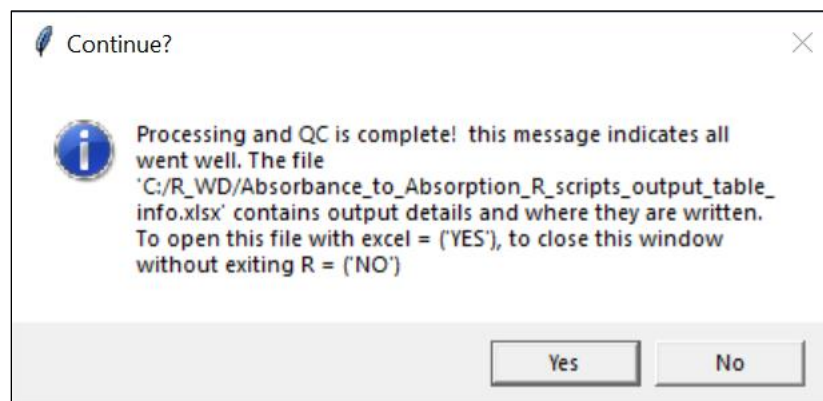 Continue?
Processing and QC is complete!  this message indicates all
went well. The file
'C:/R_WD/Absorbance_to_Absorption_R_scripts_output_table_
info.xlsx' contains output details and where they are written.
To open this file with excel = ('YES'), to close this window
without exiting R = ('NO')
Yes
No